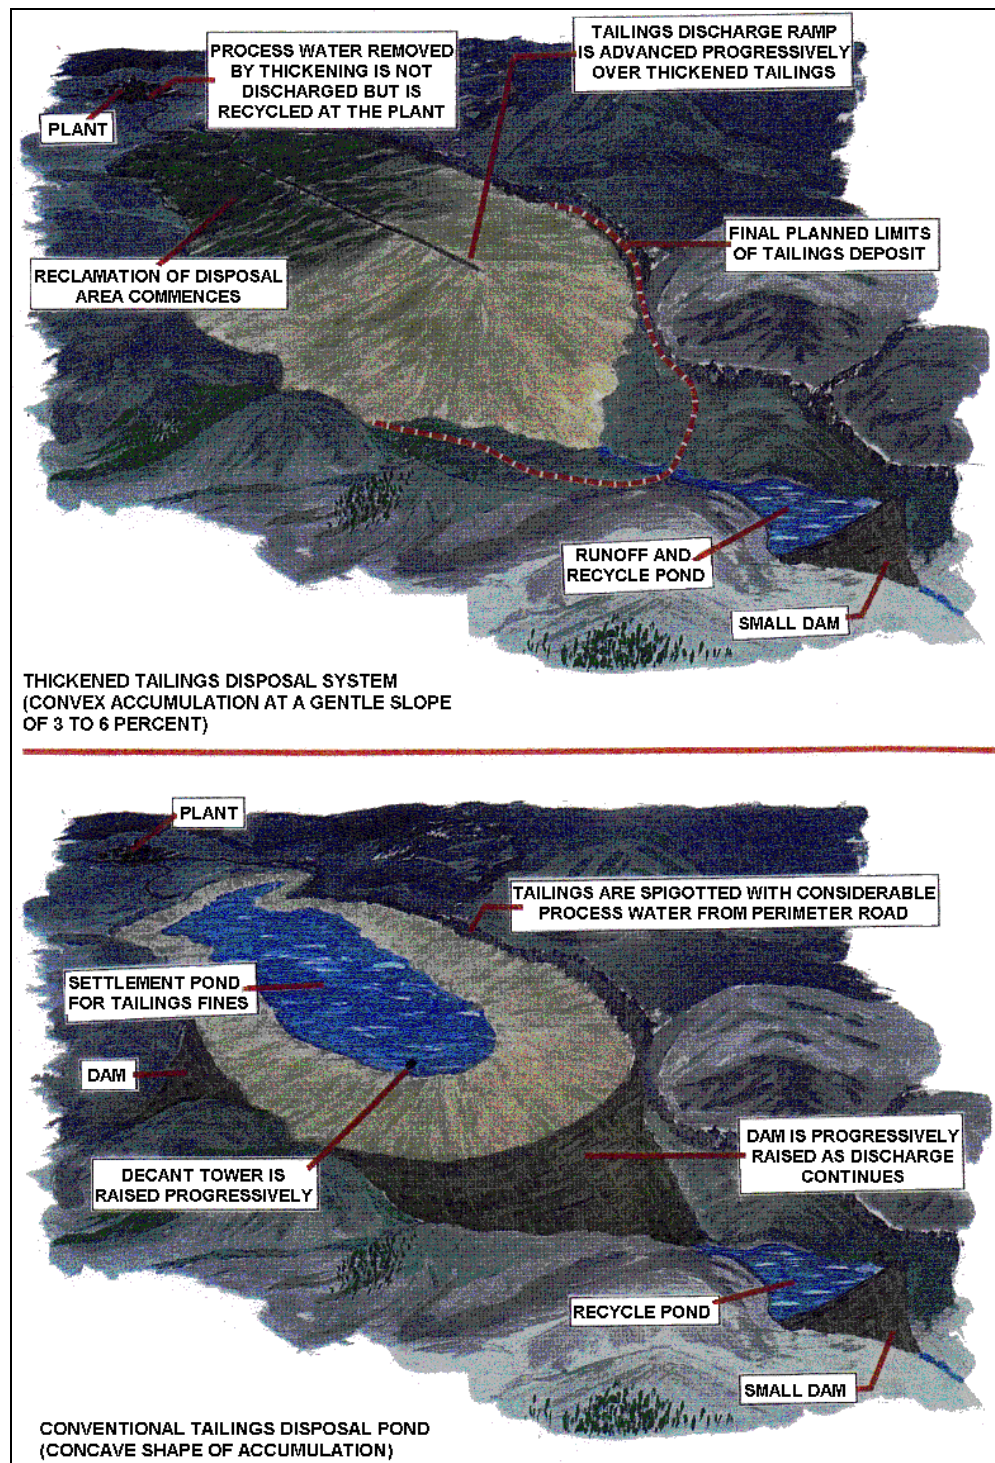 PROCESS WATER REMOVED
BY THICKENING IS NOT
DISCHARGED BUT IS
RECYCLED AT THE PLANT
TAILINGS DISCHARGE RAMP
IS ADVANCED PROGRESSIVELY
OVER THICKENED TAILINGS
PLANT
FINAL PLANNED LIMITS
OF TAILINGS DEPOSIT
RECLAMATION OF DISPOSAL
AREA COMMENCES
RUNOFF AND
RECYCLE POND
SMALL DAM
THICKENED TAILINGS DISPOSAL SYSTEM
(CONVEX ACCUMULATION AT A GENTLE SLOPE
OF 3 TO 6 PERCENT)
PLANT
TAILINGS ARE SPIGOTTED WITH CONSIDERABLE
PROCESS WATER FROM PERIMETER ROAD
SETTLEMENT POND
FOR TAILINGS FINES
DAM
DAM IS PROGRESSIVELY
RAISED AS DISCHARGE
CONTINUES
DECANT TOWER IS
RAISED PROGRESSIVELY
RECYCLE POND
SMALL DAM
CONVENTIONAL TAILINGS DISPOSAL POND
(CONCAVE SHAPE OF ACCUMULATION)